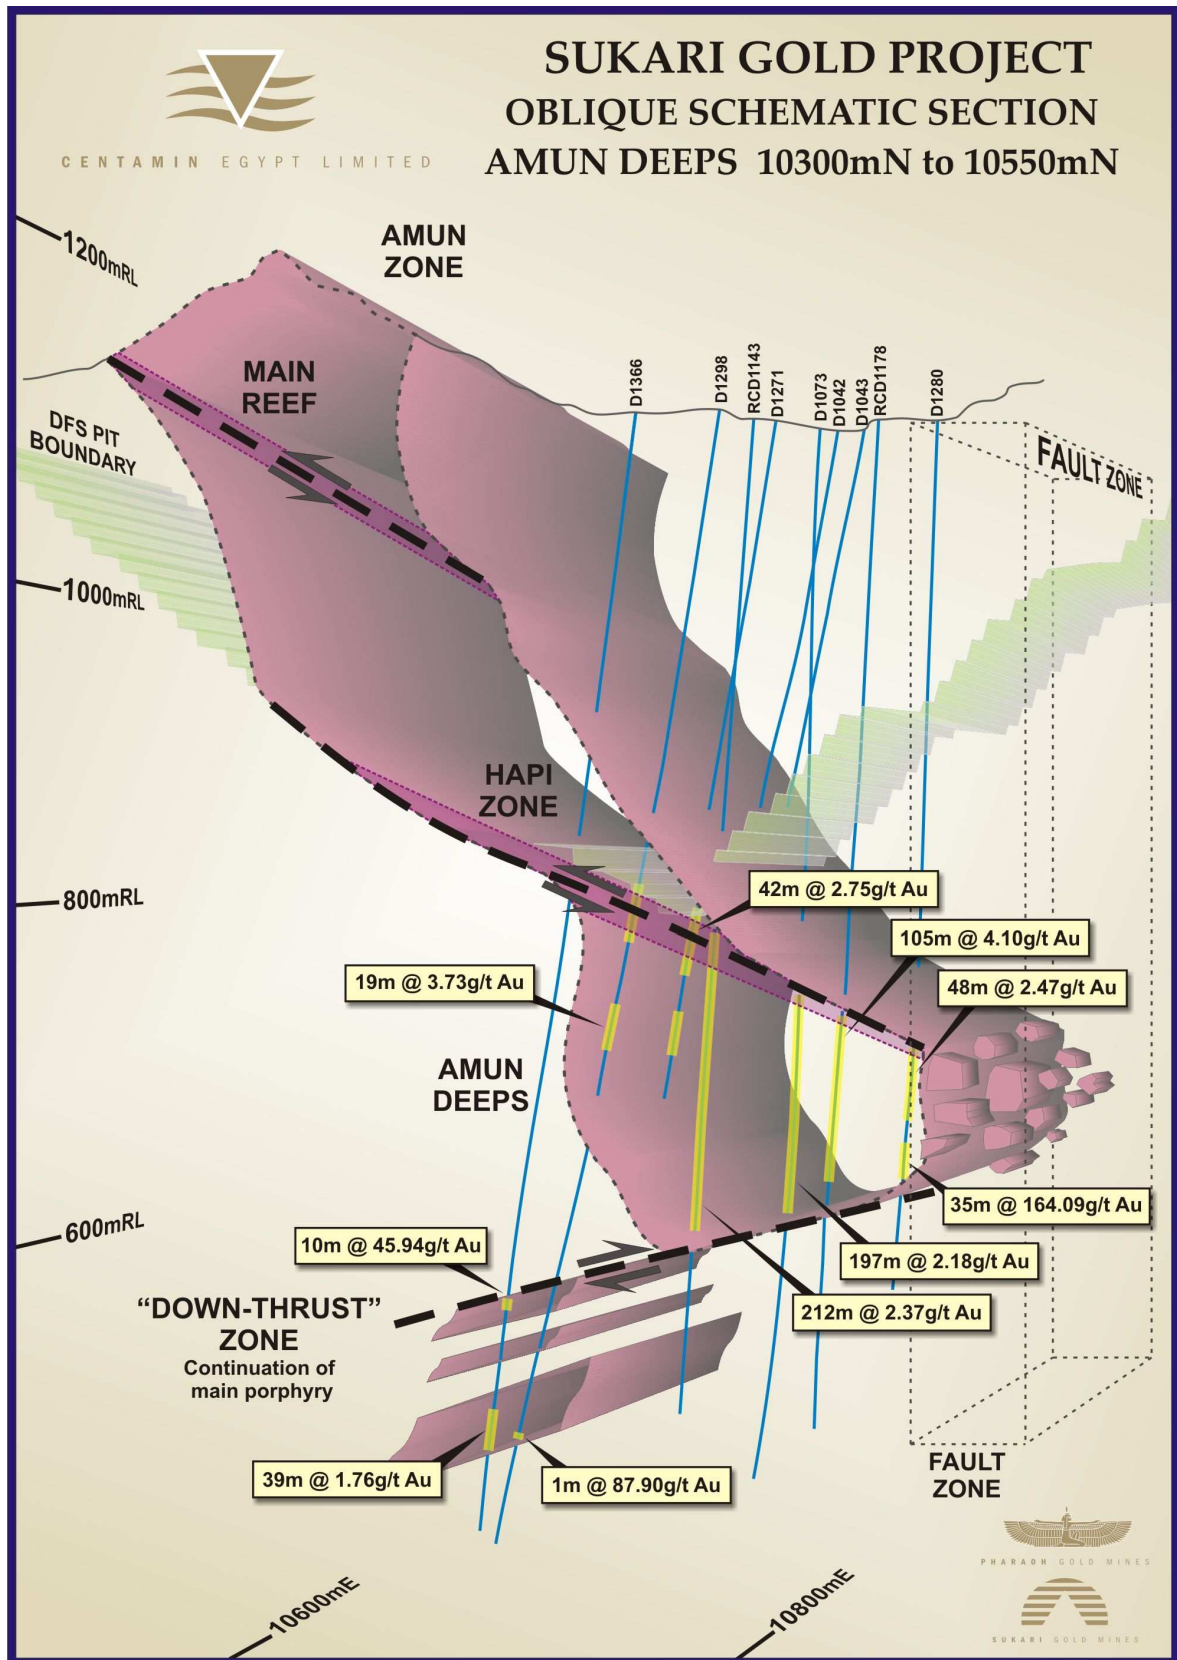 SUKARI GOLD PROJECT
OBLIQUE SCHEMATIC SECTION
AMUN DEEPS 10300mN to 10550mN
CENTAMIN EGYPT LIMITED
1200mRL
AMUN
ZONE
MAIN
REEF
DFS PIT
BOUNDARY
D1366
D1298
RCD1143
D1271
D1073
D1042
D1043
RCD1178
D1280
FAULT ZONE
1000mRL
HAPI
ZONE
800mRL
42m @ 2.75g/t Au
105m @ 4.10g/t Au
19m @ 3.73g/t Au
48m @ 2.47g/t Au
AMUN
DEEPS
35m @ 164.09g/t Au
600mRL
10m @ 45.94g/t Au
197m @ 2.18g/t Au
212m @ 2.37g/t Au
“DOWN-THRUST”
ZONE
Continuation of
main porphyry
39m @ 1.76g/t Au
1m @ 87.90g/t Au
FAULT
ZONE
PHARAOH GOLD MINES
SUKARI GOLD MINES
10600mE
10800mE